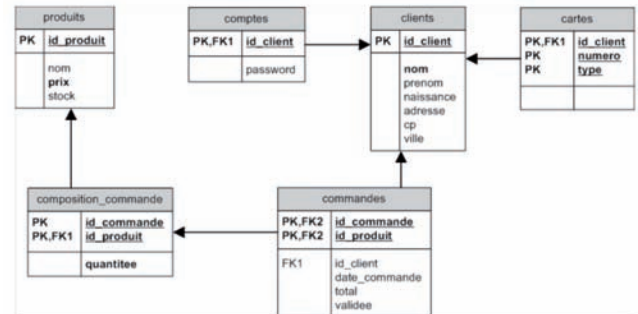 produits
PK id_produit
nom
prix
stock
comptes
PK,FK1 id_client
password
clients
PK id_client
nom
prenom
naissance
adresse
cp
ville
cartes
PK,FK1 id_client
PK numero
PK type
composition_commande
PK id_commande
PK,FK1 id_produit
quantitee
commandes
PK,FK2 id_commande
PK,FK2 id_produit
FK1 id_client
date_commande
total
validee